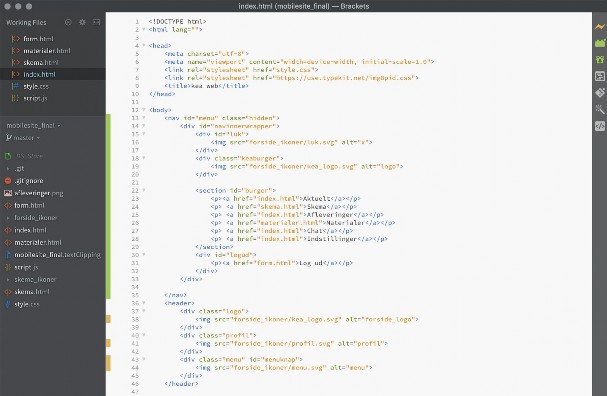 index.html (mobilesite_final) — Brackets
Working Files
form.html
materialer.html
skema.html
index.html
style.css
script.js
mobilesite_final
master
.DS_Store
.git
.gitignore
afleveringer.png
form.html
forside_ikoner
index.html
materialer.html
mobilesite_final.textClipping
script.js
skema_ikoner
skema.html
style.css
1 <!DOCTYPE html>
2 <html lang="">
3
4 <head>
5 <meta charset="utf-8">
6 <meta name="viewport" content="width=device-width, initial-scale=1.0">
7 <link rel="stylesheet" href="style.css">
8 <link rel="stylesheet" href="https://use.typekit.net/img8pid.css">
9 <title>Kea Web</title>
10 </head>
11
12 <body>
13 <nav id="menu" class="hidden">
14 <div id="navinnerwrapper">
15 <div id="luk">
16 <img src="forside_ikoner/luk.svg" alt="x">
17 </div>
18 <div class="keaburger">
19 <img src="forside_ikoner/kea_logo.svg" alt="logo">
20 </div>
21
22 <section id="burger">
23 <p><a href="index.html">Aktuelt</a></p>
24 <p> <a href="skema.html">Skema</a></p>
25 <p> <a href="index.html">Afleveringer</a></p>
26 <p> <a href="materialer.html">Materialer</a></p>
27 <p> <a href="index.html">Chat</a></p>
28 <p> <a href="index.html">Indstillinger</a></p>
29 </section>
30 <div id="logud">
31 <p><a href="form.html">Log ud</a></p>
32 </div>
33 </div>
34
35 </nav>
36 <header>
37 <div class="logo">
38 <img src="forside_ikoner/kea_logo.svg" alt="forside_logo">
39 </div>
40 <div class="profil">
41 <img src="forside_ikoner/profil.svg" alt="profil">
42 </div>
43 <div class="menu" id="menuknap">
44 <img src="forside_ikoner/menu.svg" alt="menu">
45 </div>
46 </header>
47